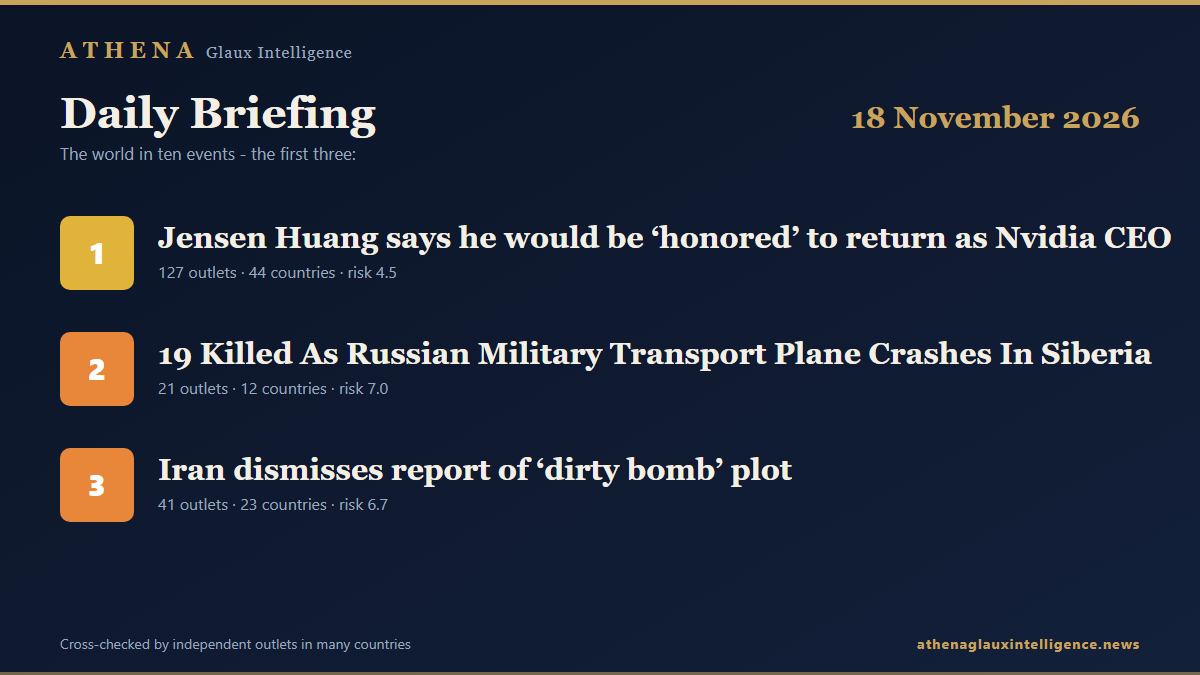 ATHENA Glaux Intelligence
Daily Briefing
18 November 2026
The world in ten events - the first three:
1
Jensen Huang says he would be ‘honored’ to return as Nvidia CEO
127 outlets · 44 countries · risk 4.5
2
19 Killed As Russian Military Transport Plane Crashes In Siberia
21 outlets · 12 countries · risk 7.0
3
Iran dismisses report of ‘dirty bomb’ plot
41 outlets · 23 countries · risk 6.7
Cross-checked by independent outlets in many countries
athenaglauxintelligence.news